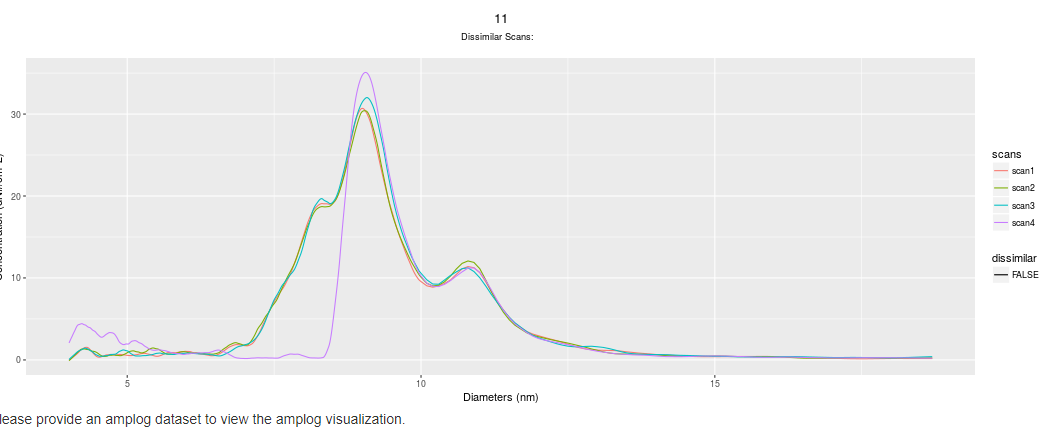 11
Dissimilar Scans:
30
20
10
0
5
10
15
Diameters (nm)
scans
scan1
scan2
scan3
scan4
dissimilar
FALSE
provide an amplog dataset to view the amplog visualization.